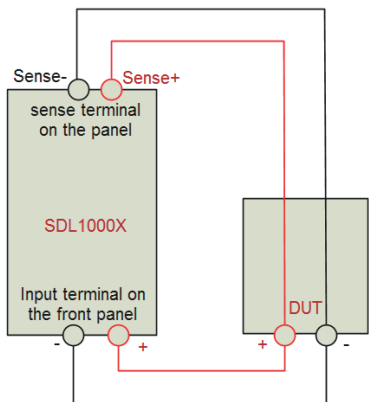 Sense- Sense+
sense terminal
on the panel
SDL1000X
Input terminal on
the front panel
- +
DUT
+ -